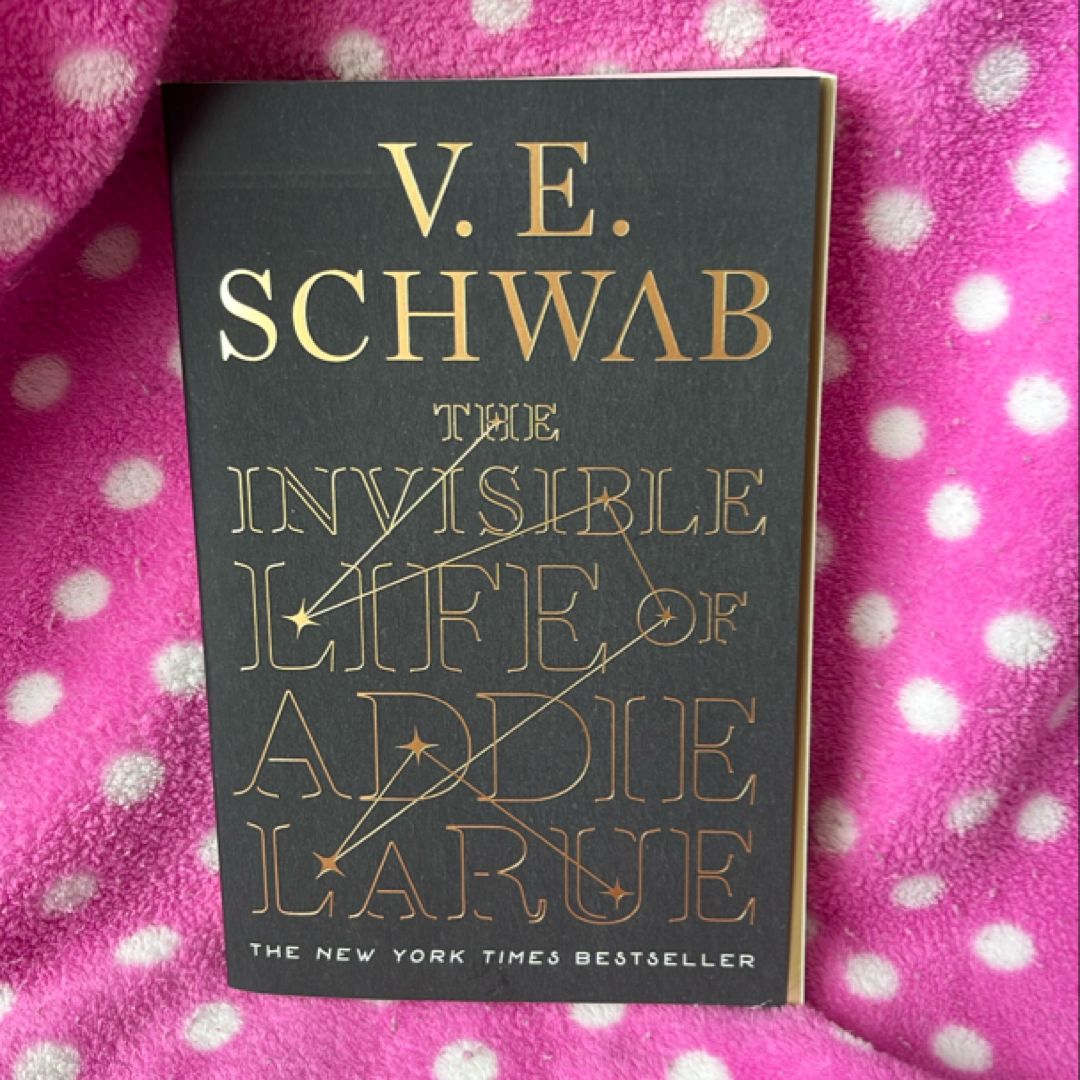 V. E.
SCHWAB
THE
INVISIBLE
LIFE OF
ADDIE
LARUE
THE NEW YORK TIMES BESTSELLER